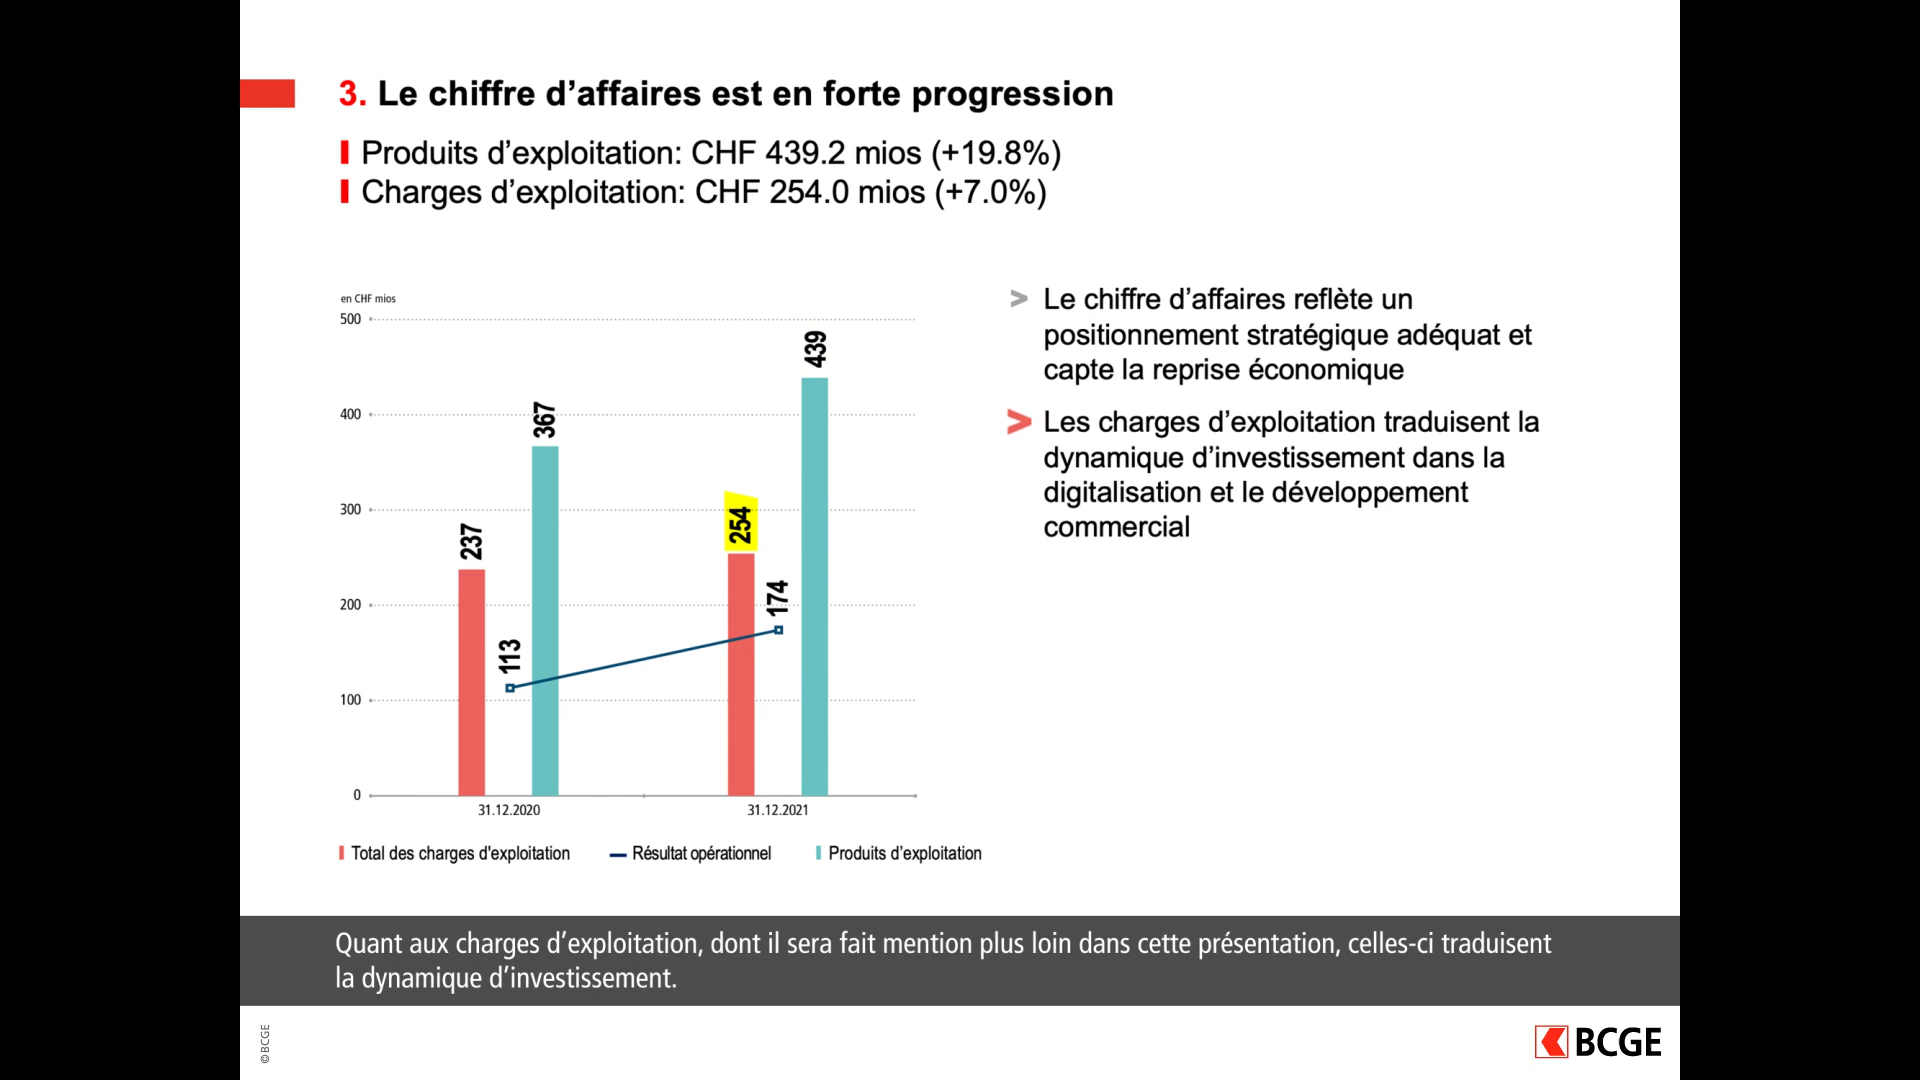 3. Le chiffre d’affaires est en forte progression
Produits d’exploitation: CHF 439.2 mios (+19.8%)
Charges d’exploitation: CHF 254.0 mios (+7.0%)
en CHF mios
500
400
300
200
100
0
237
113
367
254
174
439
31.12.2020
31.12.2021
Total des charges d'exploitation
Résultat opérationnel
Produits d’exploitation
> Le chiffre d’affaires reflète un
positionnement stratégique adéquat et
capte la reprise économique
> Les charges d’exploitation traduisent la
dynamique d’investissement dans la
digitalisation et le développement
commercial
Quant aux charges d’exploitation, dont il sera fait mention plus loin dans cette présentation, celles-ci traduisent
la dynamique d’investissement.
©BCGE
BCGE